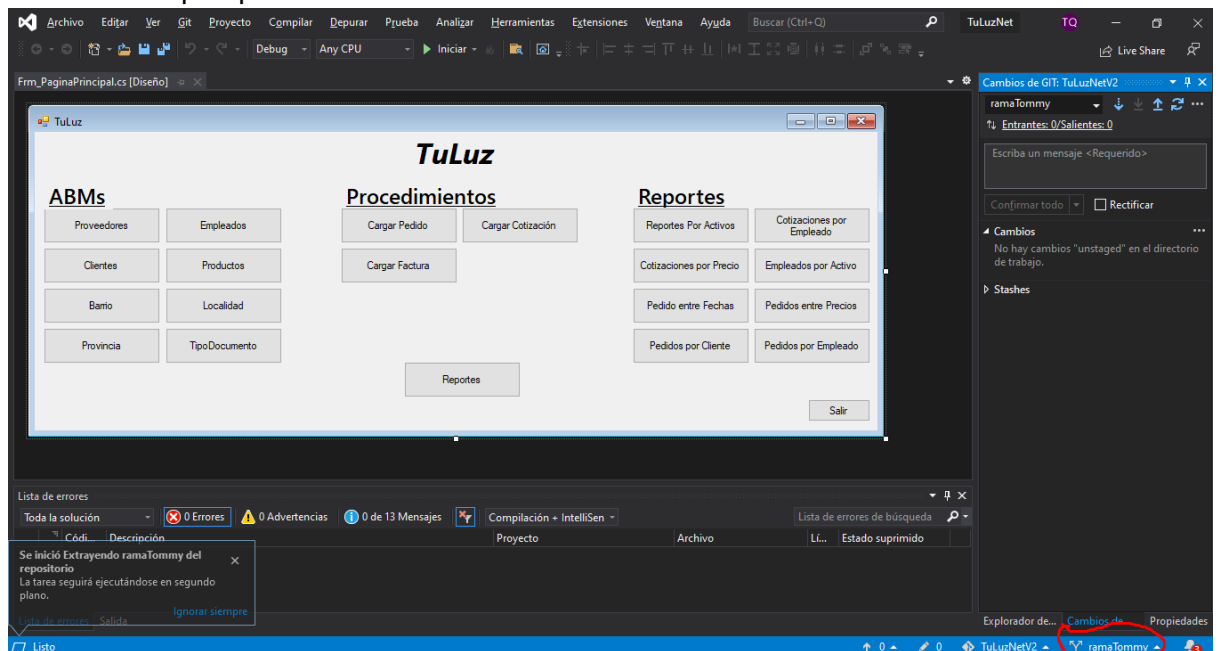 Archivo Editar Ver Git Proyecto Compilar Depurar Prueba Analizar Herramientas Extensiones Ventana Ayuda Buscar (Ctrl+Q) TuLuzNet TQ
Debug Any CPU Iniciar Live Share
Frm_PaginaPrincipal.cs [Diseño]
TuLuz
TuLuz
ABMs Procedimientos Reportes
Proveedores Empleados Cargar Pedido Cargar Cotización Reportes Por Activos Cotizaciones por Empleado
Clientes Productos Cargar Factura Cotizaciones por Precio Empleados por Activo
Barrio Localidad Pedido entre Fechas Pedidos entre Precios
Provincia TipoDocumento Pedidos por Cliente Pedidos por Empleado
Reportes
Salir
Cambios de GIT: TuLuzNetV2
ramaTommy
Entrantes: 0/Salientes: 0
Escriba un mensaje <Requerido>
Confirmar todo Rectificar
Cambios
No hay cambios "unstaged" en el directorio
de trabajo.
Stashes
Lista de errores
Toda la solución 0 Errores 0 Advertencias 0 de 13 Mensajes Compilación + IntelliSen Lista de errores de búsqueda
Códi... Descripción Proyecto Archivo Lí... Estado suprimido
Se inició Extrayendo ramaTommy del
repositorio
La tarea seguirá ejecutándose en segundo
plano.
Ignorar siempre
Lista de errores Salida
Explorador de... Cambios de... Propiedades
Listo 0 0 TuLuzNetV2 ramaTommy 3